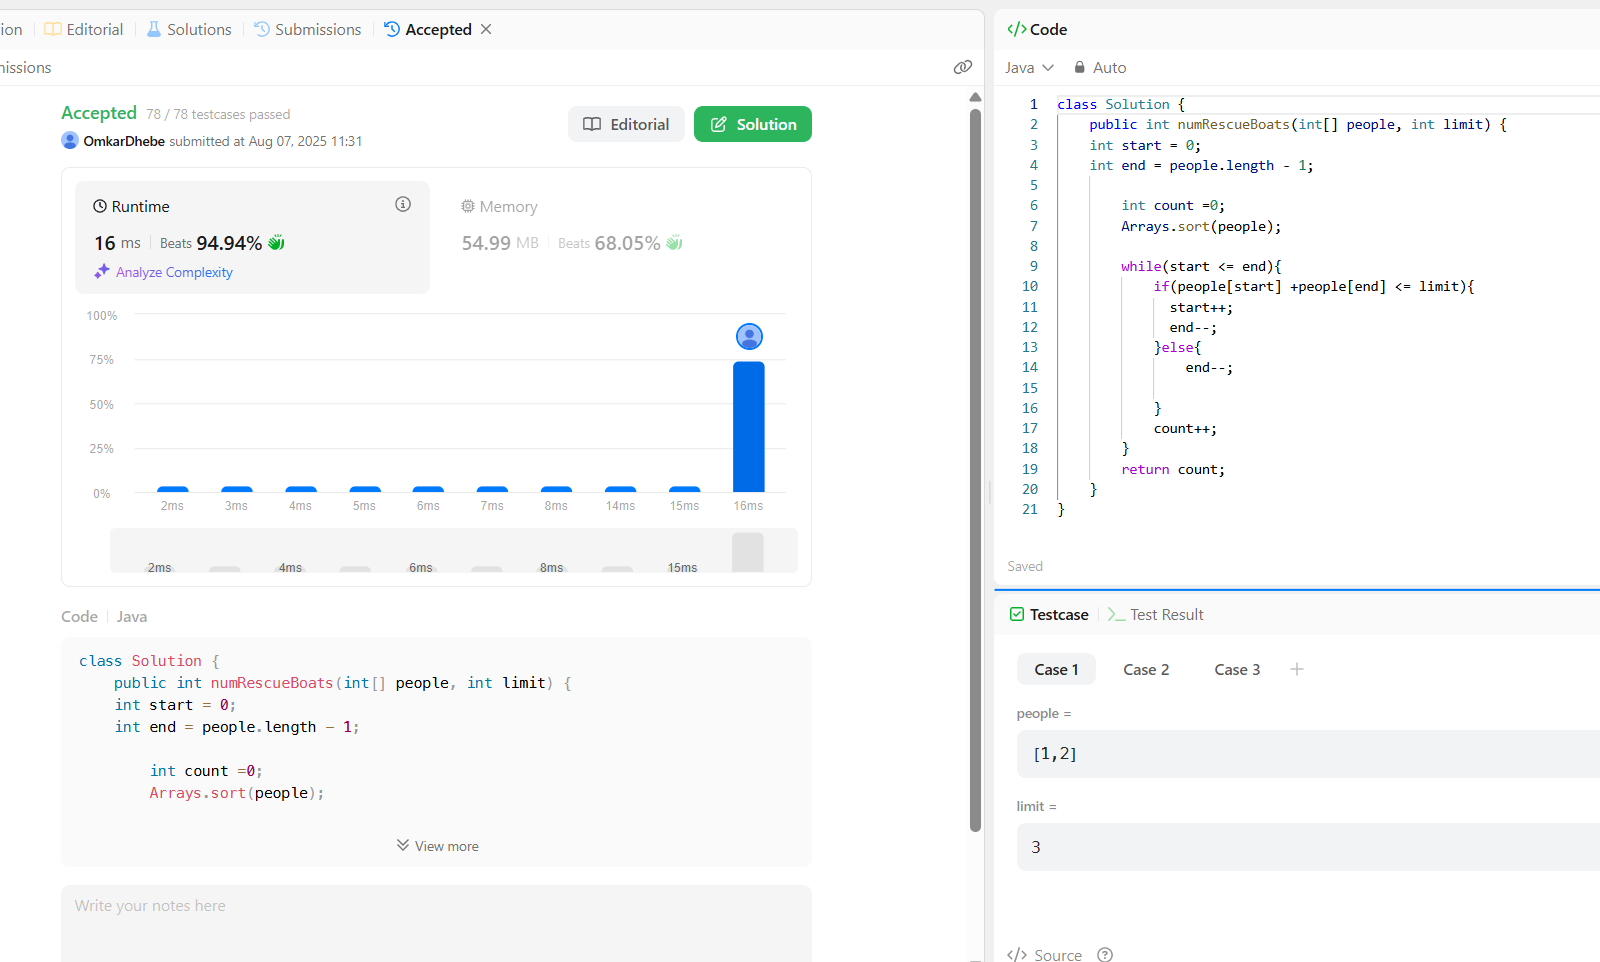 ion Editorial Solutions Submissions Accepted
nissions
Accepted 78 / 78 testcases passed
OmkarDhebe submitted at Aug 07, 2025 11:31
Editorial
Solution
Runtime
16 ms Beats 94.94%
Analyze Complexity
Memory
54.99 MB Beats 68.05%
100%
75%
50%
25%
0%
2ms 3ms 4ms 5ms 6ms 7ms 8ms 14ms 15ms 16ms
2ms 4ms 6ms 8ms 15ms
Code Java
class Solution {
    public int numRescueBoats(int[] people, int limit) {
    int start = 0;
    int end = people.length - 1;
        int count =0;
        Arrays.sort(people);
View more
Write your notes here
</> Code
Java Auto
1 class Solution {
2     public int numRescueBoats(int[] people, int limit) {
3     int start = 0;
4     int end = people.length - 1;
5
6         int count =0;
7         Arrays.sort(people);
8
9         while(start <= end){
10             if(people[start] +people[end] <= limit){
11               start++;
12               end--;
13             }else{
14                 end--;
15
16             }
17             count++;
18         }
19         return count;
20     }
21 }
Saved
Testcase Test Result
Case 1 Case 2 Case 3 +
people =
[1,2]
limit =
3
</> Source ?